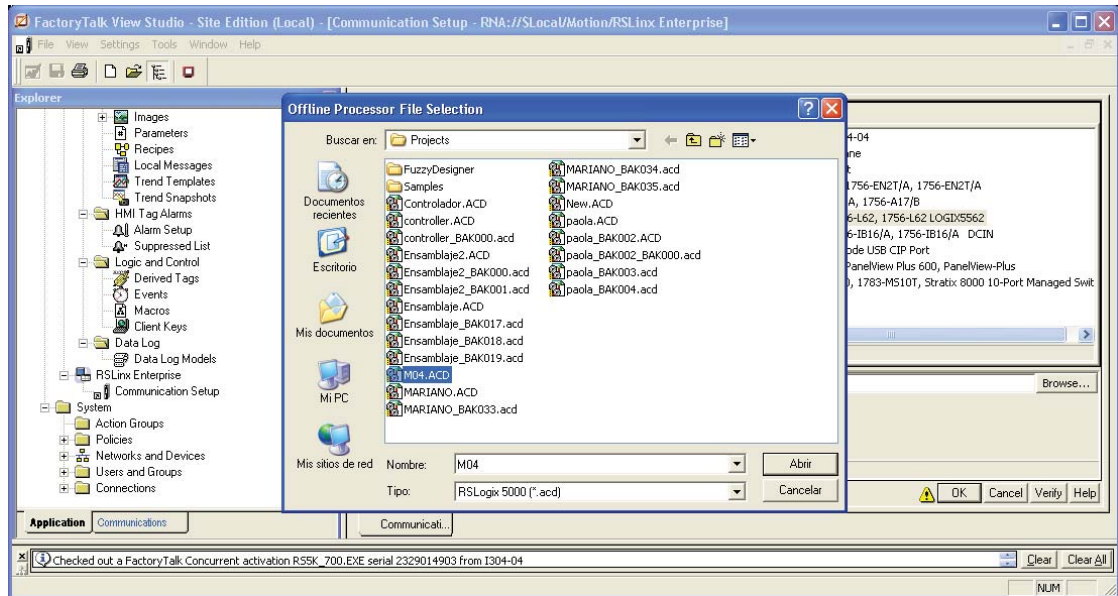 FactoryTalk View Studio - Site Edition (Local) - [Communication Setup - RNA://$Local/Motion/RSLinx Enterprise]
File View Settings Tools Window Help
Explorer
Images
Parameters
Recipes
Local Messages
Trend Templates
Trend Snapshots
HMI Tag Alarms
Alarm Setup
Suppressed List
Logic and Control
Derived Tags
Events
Macros
Client Keys
Data Log
Data Log Models
RSLinx Enterprise
Communication Setup
System
Action Groups
Policies
Networks and Devices
Users and Groups
Connections
Application Communications
Offline Processor File Selection
Buscar en: Projects
Documentos recientes
Escritorio
Mis documentos
Mi PC
Mis sitios de red
FuzzyDesigner
Samples
Controlador.ACD
controller.ACD
controller_BAK000.acd
Ensamblaje2.ACD
Ensamblaje2_BAK000.acd
Ensamblaje2_BAK001.acd
Ensamblaje.ACD
Ensamblaje_BAK017.acd
Ensamblaje_BAK018.acd
Ensamblaje_BAK019.acd
M04.ACD
MARIANO.ACD
MARIANO_BAK033.acd
MARIANO_BAK034.acd
MARIANO_BAK035.acd
New.ACD
paola.ACD
paola_BAK002.ACD
paola_BAK002_BAK000.acd
paola_BAK003.acd
paola_BAK004.acd
Nombre: M04 Abrir
Tipo: RSLogix 5000 (*.acd) Cancelar
4-04
ne
t
1756-EN2T/A, 1756-EN2T/A
A, 1756-A17/B
6-L62, 1756-L62 LOGIX5562
6-IB16/A, 1756-IB16/A DCIN
ode USB CIP Port
PanelView Plus 600, PanelView-Plus
), 1783-MS10T, Stratix 8000 10-Port Managed Swit
Browse...
OK Cancel Verify Help
Communicati...
Checked out a FactoryTalk Concurrent activation RS5K_700.EXE serial 2329014903 from I304-04
Clear Clear All
NUM